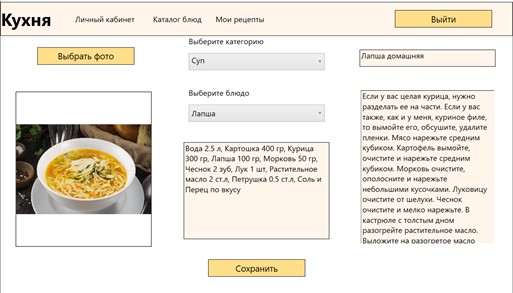 Кухня
Личный кабинет
Каталог блюд
Мои рецепты
Выйти
Выбрать фото
Выберите категорию
Суп
Выберите блюдо
Лапша
Вода 2.5 л, Картошка 400 гр, Курица
300 гр, Лапша 100 гр, Морковь 50 гр,
Чеснок 2 зуб, Лук 1 шт, Растительное
масло 2 ст.л, Петрушка 0.5 ст.л, Соль и
Перец по вкусу
Лапша домашняя
Если у вас целая курица, нужно
разделать ее на части. Если у вас
также, как и у меня, куриное филе,
то вымойте его, обсушите, удалите
пленки. Мясо нарежьте средним
кубиком. Картофель вымойте,
очистите и нарежьте средним
кубиком. Морковь очистите,
ополосните и нарежьте
небольшими кусочками. Луковицу
очистите от шелухи. Чеснок
очистите и мелко нарежьте. В
кастрюле с толстым дном
разогрейте растительное масло.
Выложите на разогретое масло
Сохранить